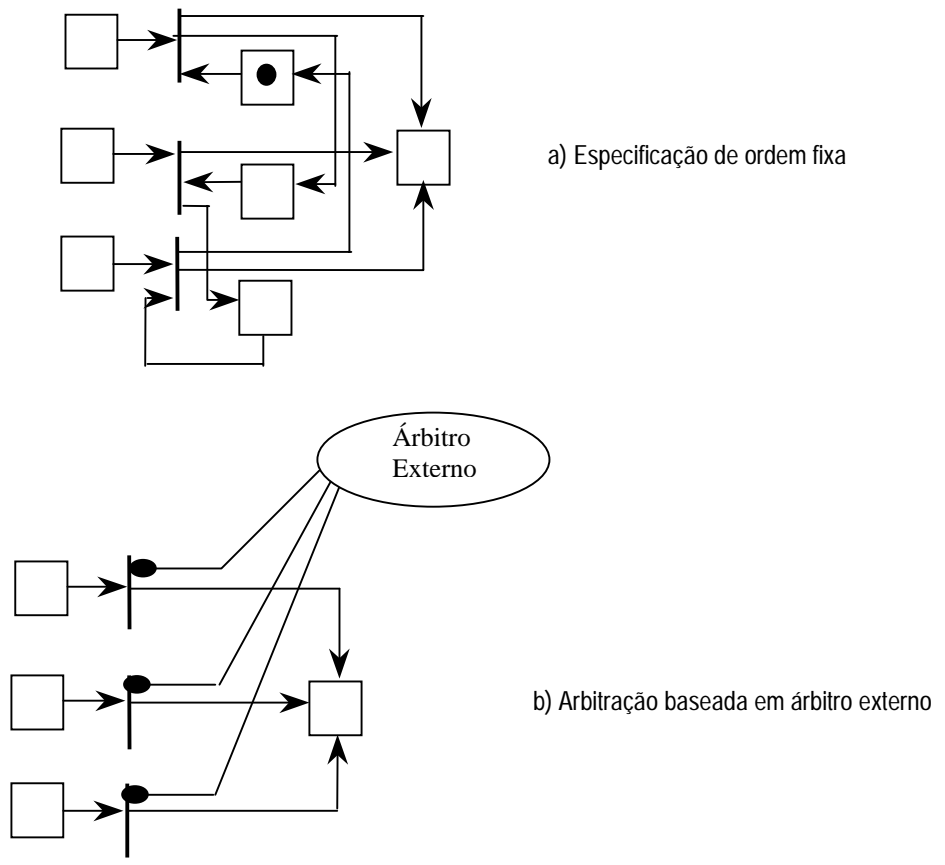 a) Especificação de ordem fixa
Árbitro
Externo
b) Arbitração baseada em árbitro externo